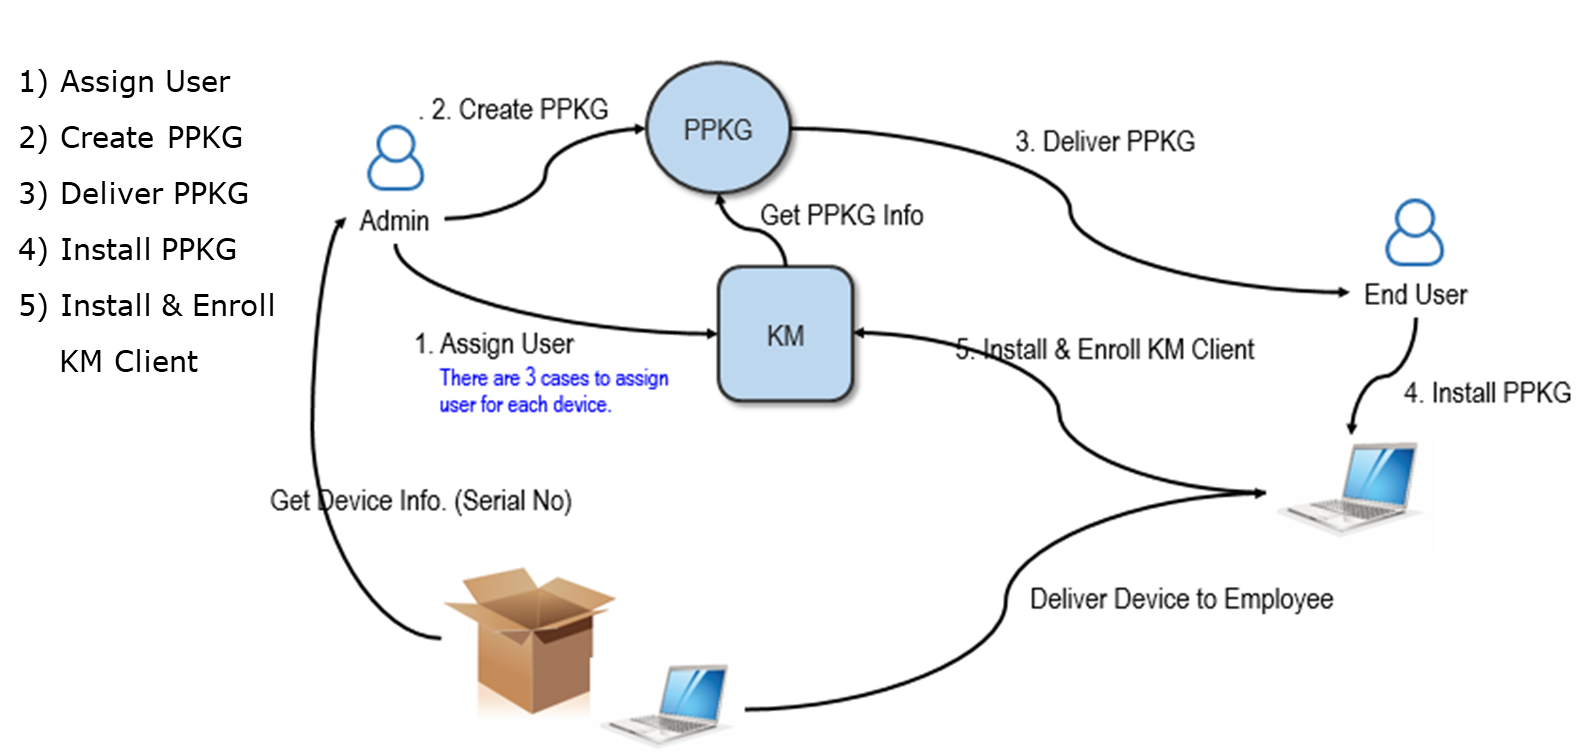 1) Assign User
2) Create PPKG
3) Deliver PPKG
4) Install PPKG
5) Install & Enroll
KM Client
. 2. Create PPKG
PPKG
3. Deliver PPKG
Admin
Get PPKG Info
End User
KM
1. Assign User
There are 3 cases to assign
user for each device.
5. Install & Enroll KM Client
4. Install PPKG
Get Device Info. (Serial No)
Deliver Device to Employee